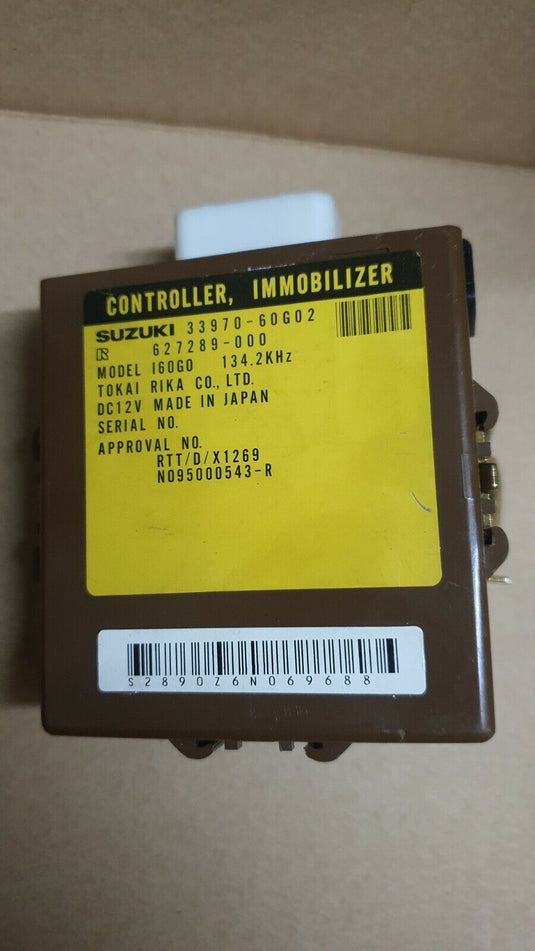 CONTROLLER, IMMOBILIZER
SUZUKI 33970-60G02
R 627289-000
MODEL I60G0 134.2KHz
TOKAI RIKA CO., LTD.
DC12V MADE IN JAPAN
SERIAL NO.
APPROVAL NO.
RTT/D/X1269
N095000543-R
S2890Z6N069688